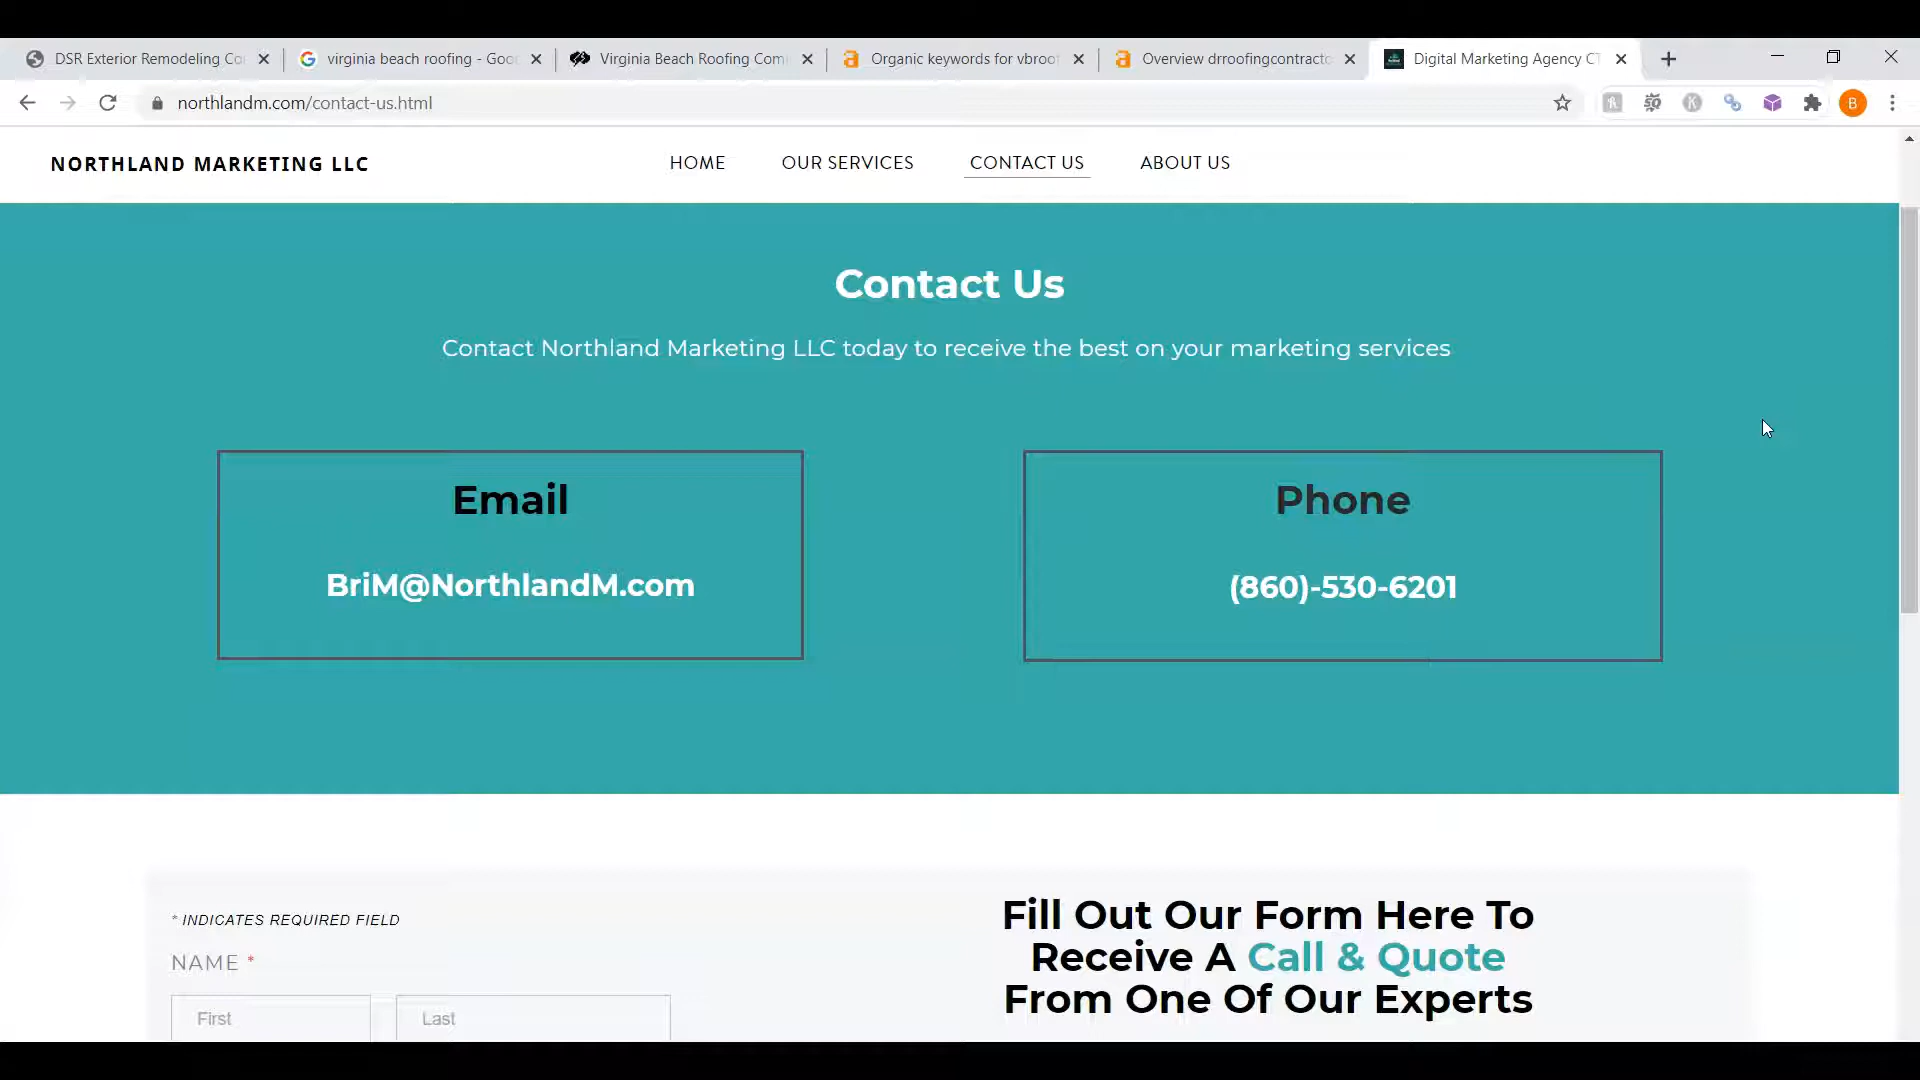 DSR Exterior Remodeling Co
virginia beach roofing - Goo
Virginia Beach Roofing Com
Organic keywords for vbroof
Overview drroofingcontracto
Digital Marketing Agency CT
northlandm.com/contact-us.html
B
NORTHLAND MARKETING LLC
HOME
OUR SERVICES
CONTACT US
ABOUT US
Contact Us
Contact Northland Marketing LLC today to receive the best on your marketing services
Email
BriM@NorthlandM.com
Phone
(860)-530-6201
* INDICATES REQUIRED FIELD
NAME *
First
Last
Fill Out Our Form Here To
Receive A Call & Quote
From One Of Our Experts